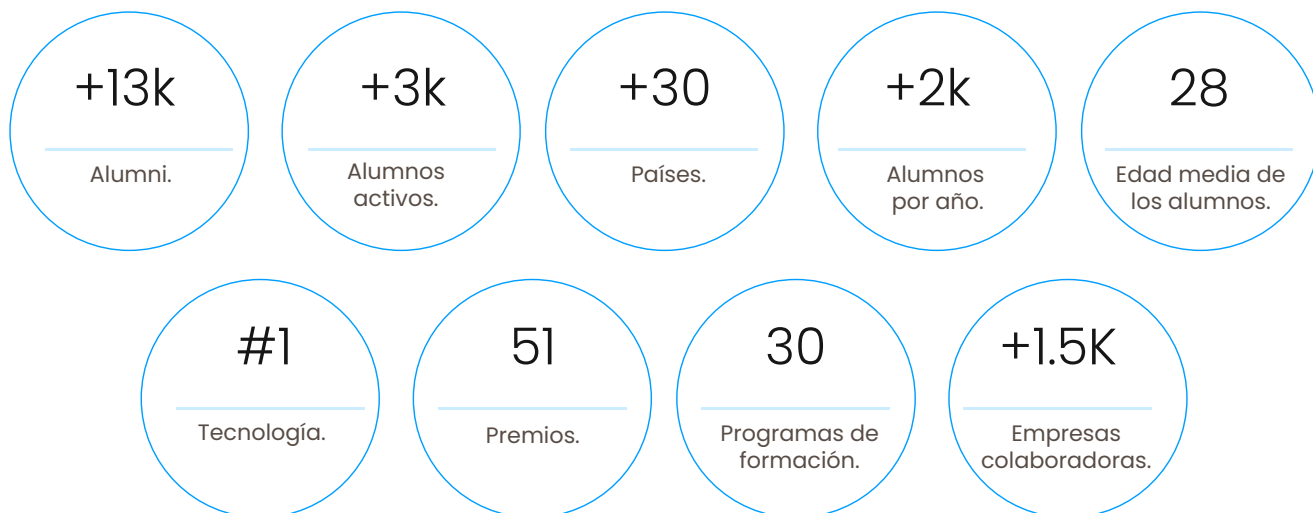 +13k
Alumni.
+3k
Alumnos
activos.
+30
Países.
+2k
Alumnos
por año.
28
Edad media de
los alumnos.
#1
Tecnología.
51
Premios.
30
Programas de
formación.
+1.5K
Empresas
colaboradoras.